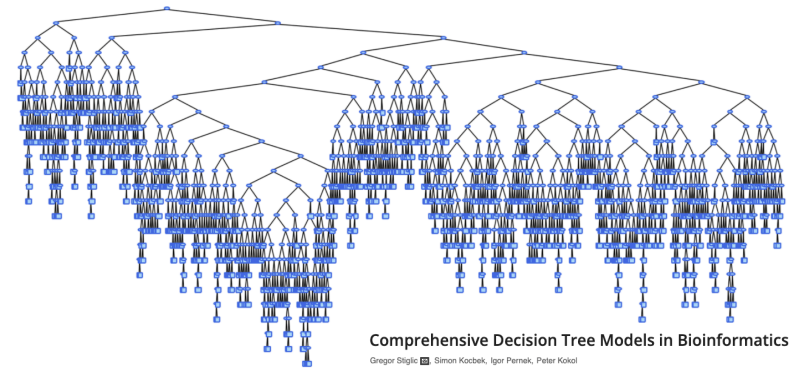 Comprehensive Decision Tree Models in Bioinformatics
Gregor Stiglic, Simon Kocbek, Igor Pernek, Peter Kokol